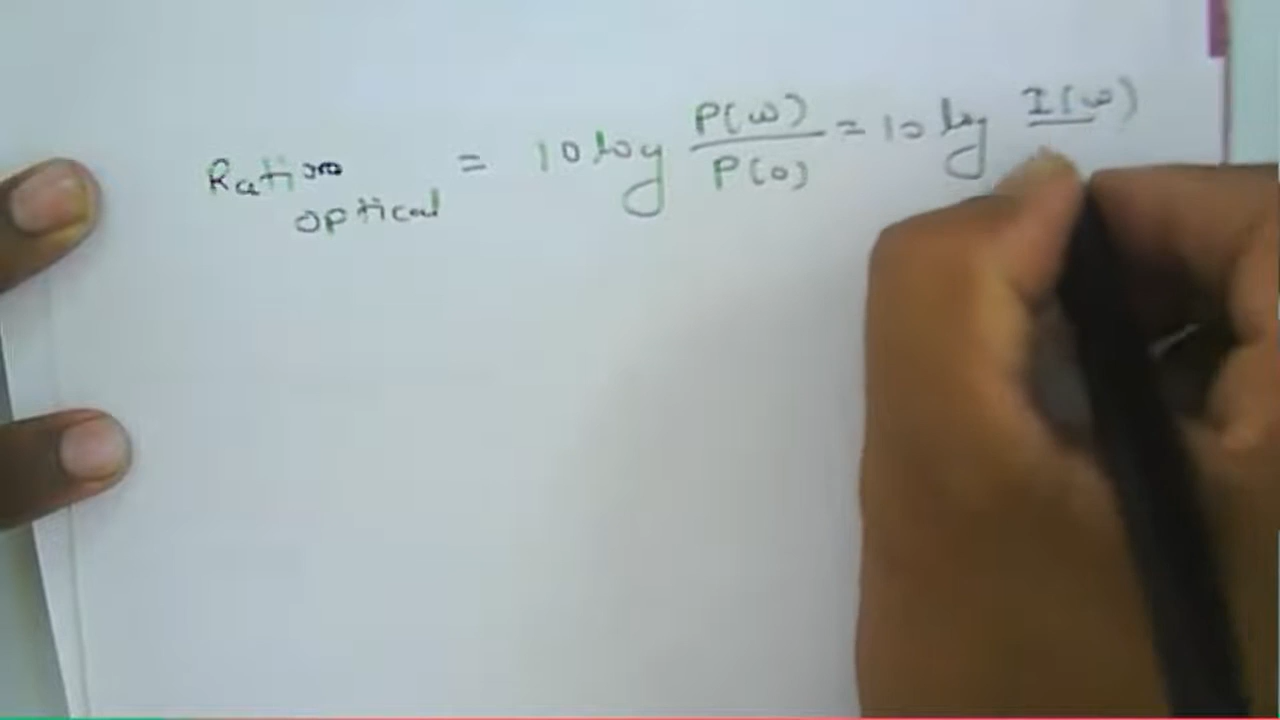 Ratio optical = 10 log P(ω)/P(0) = 10 log I(ω)